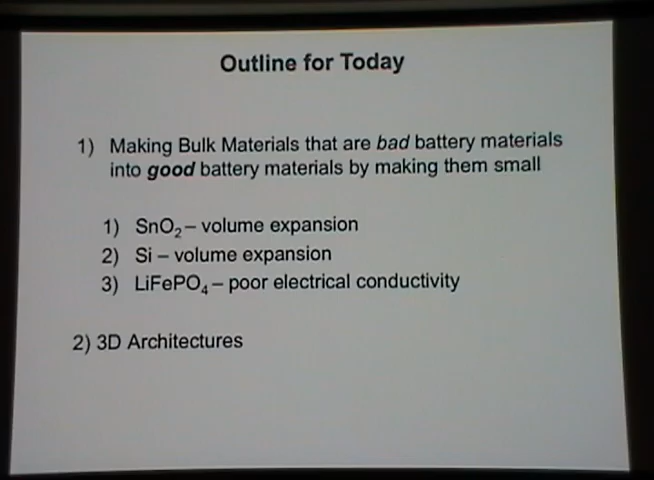 Outline for Today
1) Making Bulk Materials that are bad battery materials
into good battery materials by making them small
1) SnO₂ – volume expansion
2) Si – volume expansion
3) LiFePO₄ – poor electrical conductivity
2) 3D Architectures